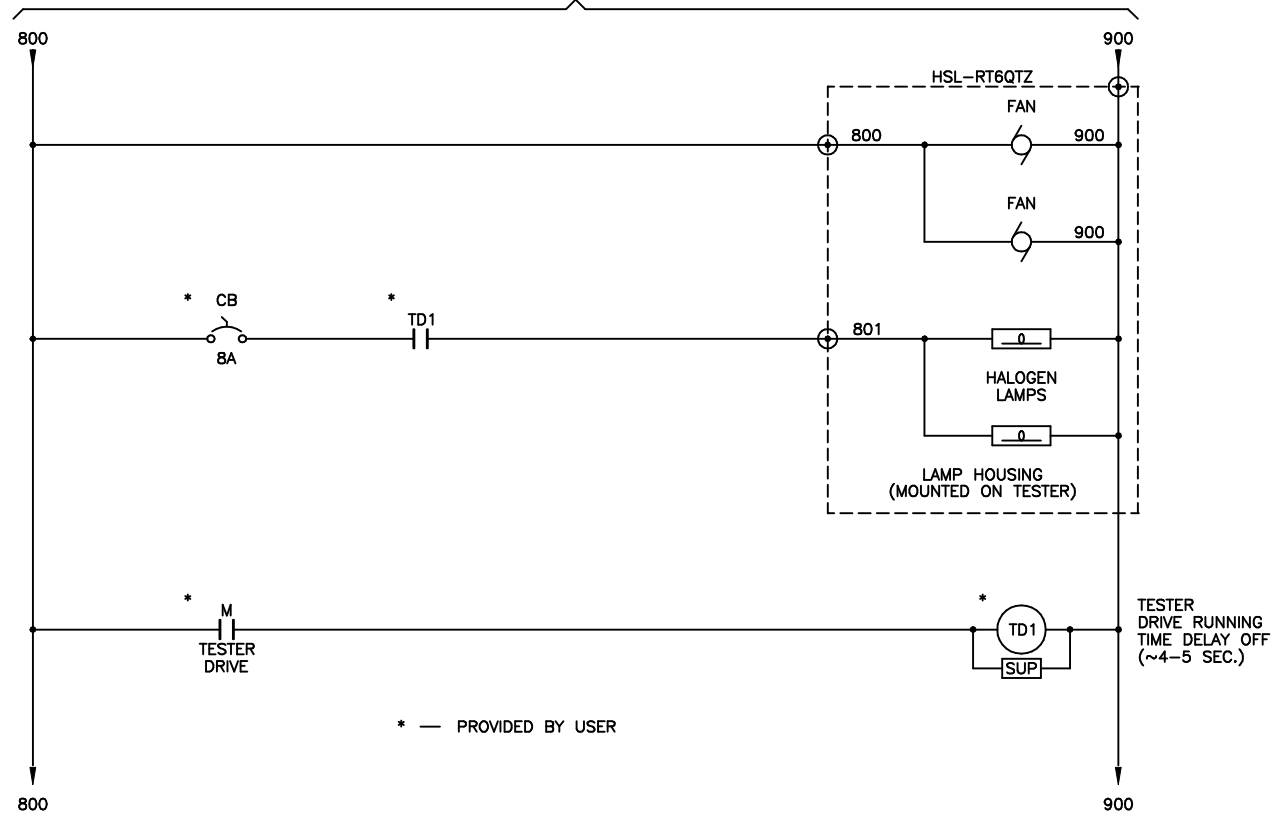 800
900
HSL-RT6QTZ
FAN
800
900
FAN
900
* CB
*
TD1
8A
801
HALOGEN
LAMPS
LAMP HOUSING
(MOUNTED ON TESTER)
*
M
TESTER
DRIVE
*
TD1
SUP
TESTER
DRIVE RUNNING
TIME DELAY OFF
(~4-5 SEC.)
* — PROVIDED BY USER
800
900